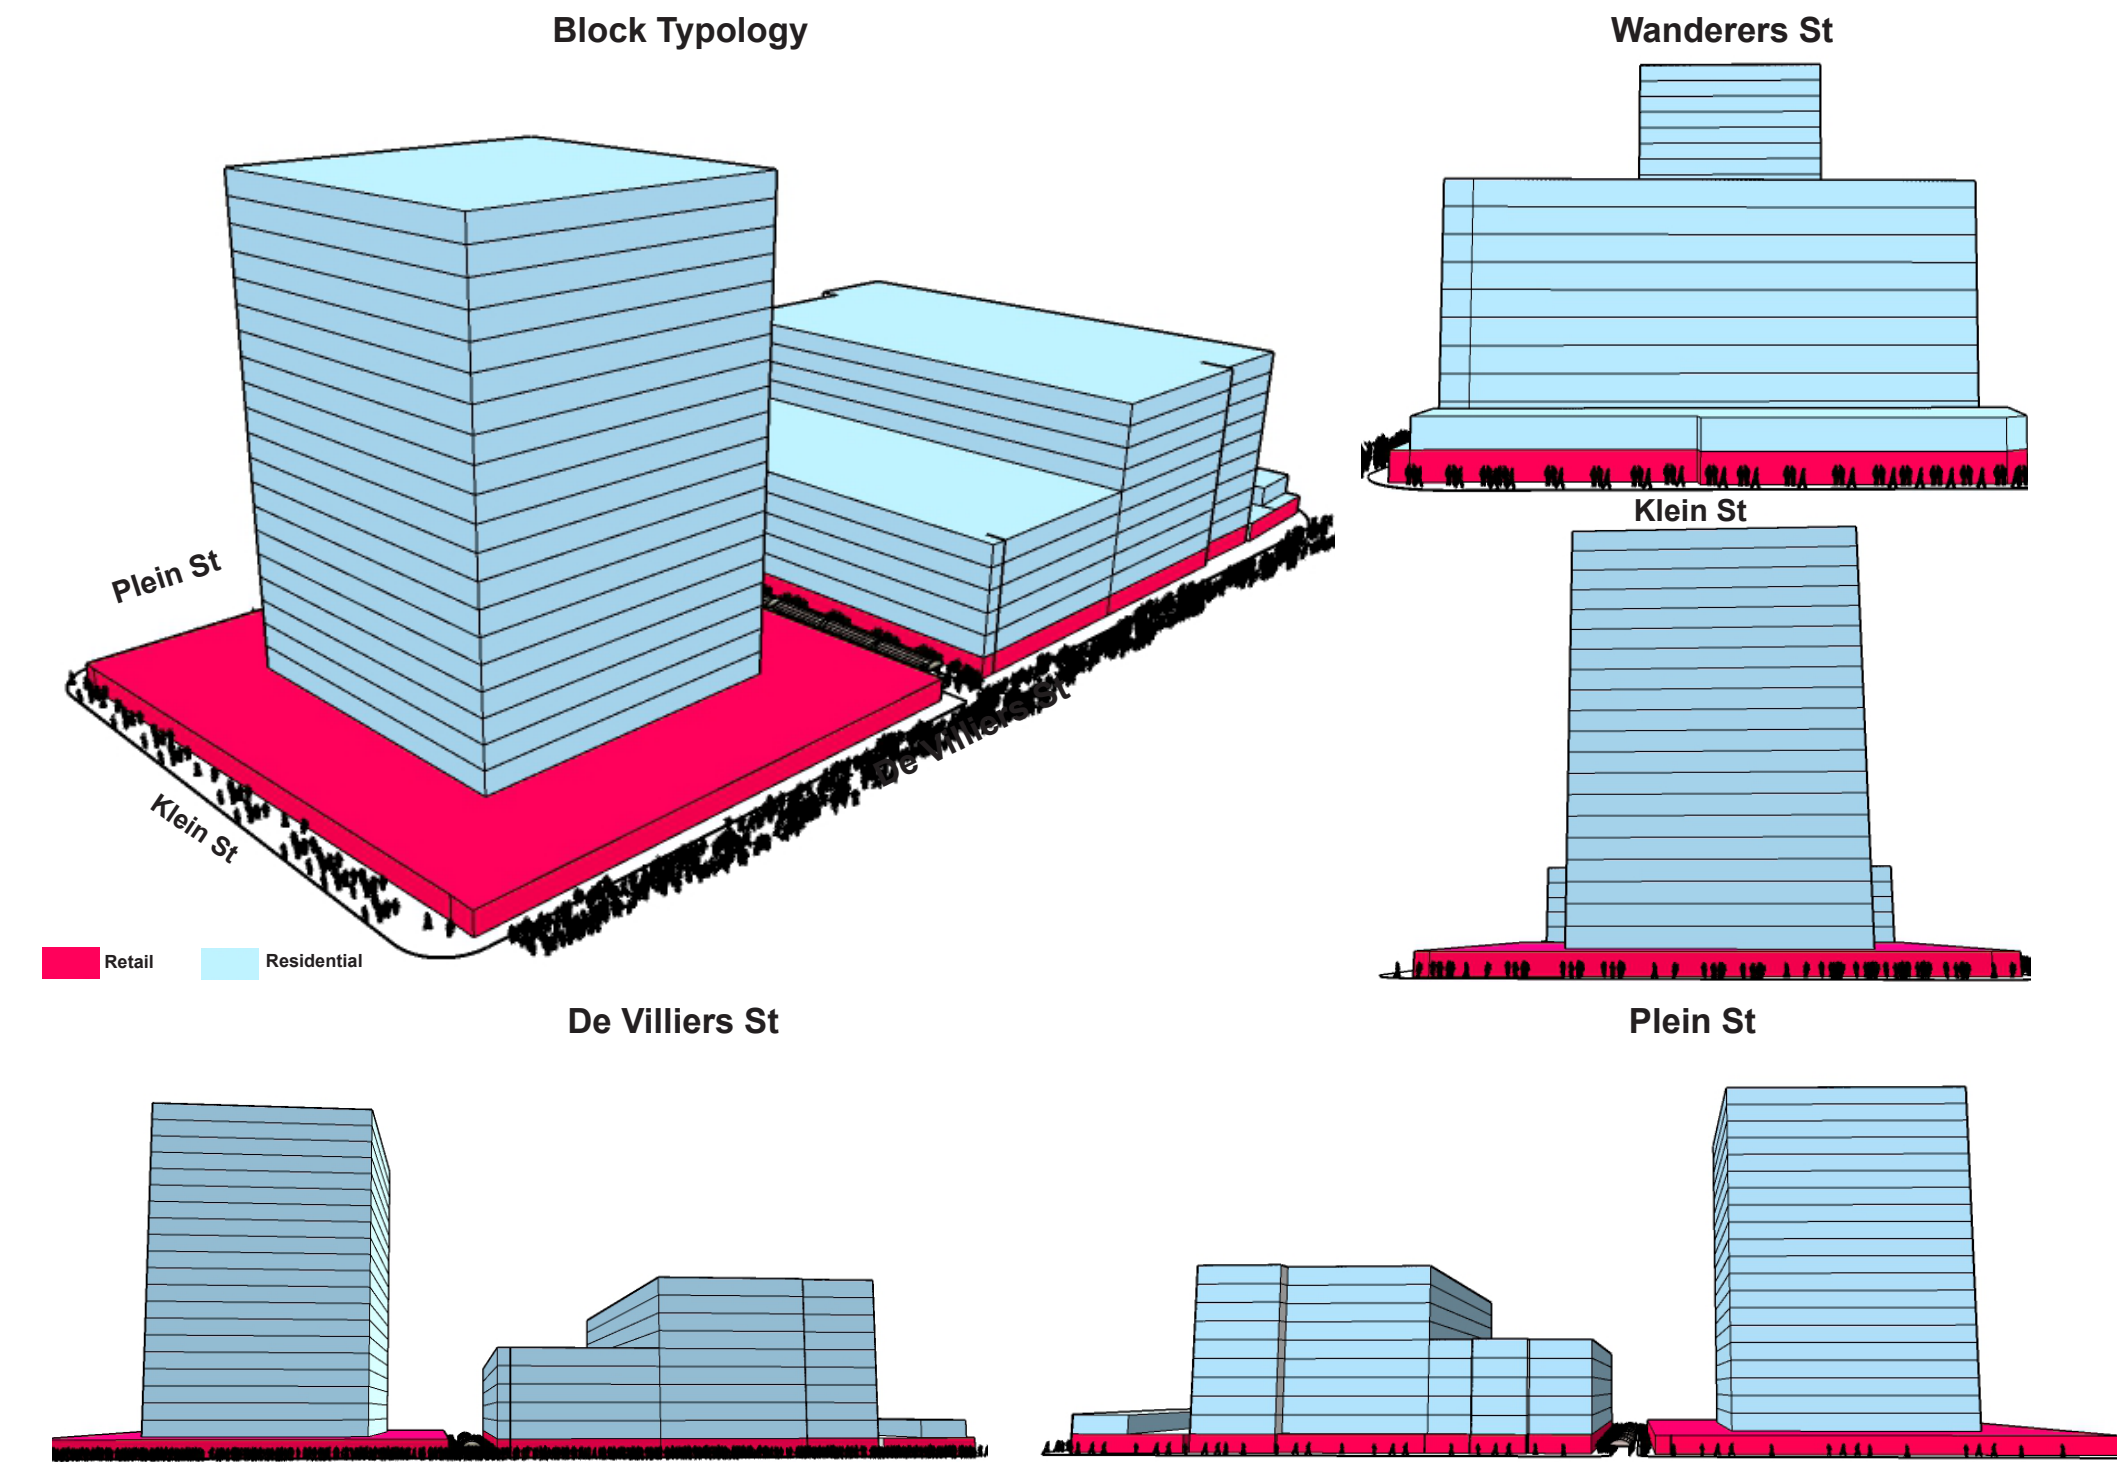 Block Typology
Wanderers St
Plein St
Klein St
De Villiers St
Retail
Residential
Klein St
De Villiers St
Plein St